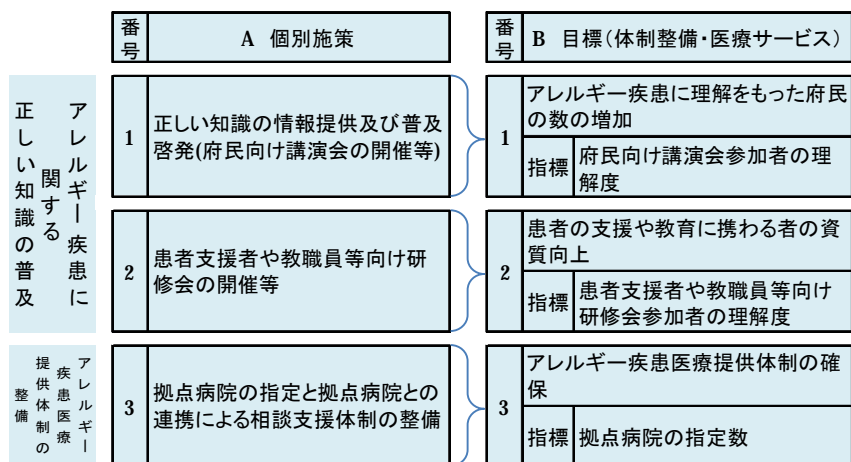 番
号
A 個別施策
番
号
B 目標(体制整備・医療サービス)
アレルギー疾患に
関する
正しい知識の普及
1
正しい知識の情報提供及び普及
啓発(府民向け講演会の開催等)
1
アレルギー疾患に理解をもった府民
の数の増加
指標
府民向け講演会参加者の理
解度
2
患者支援者や教職員等向け研
修会の開催等
2
患者の支援や教育に携わる者の資
質向上
指標
患者支援者や教職員等向け
研修会参加者の理解度
アレルギー
疾患医療
提供体制の
整備
3
拠点病院の指定と拠点病院との
連携による相談支援体制の整備
3
アレルギー疾患医療提供体制の確
保
指標
拠点病院の指定数